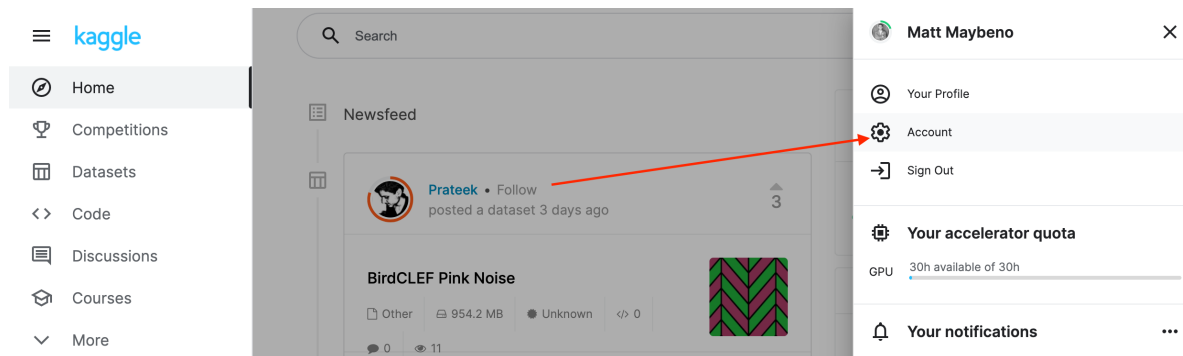 kaggle
Home
Competitions
Datasets
Code
Discussions
Courses
More
Search
Newsfeed
Prateek • Follow
posted a dataset 3 days ago
3
BirdCLEF Pink Noise
Other 954.2 MB Unknown </> 0
0 11
Matt Maybeno
Your Profile
Account
Sign Out
Your accelerator quota
GPU 30h available of 30h
Your notifications